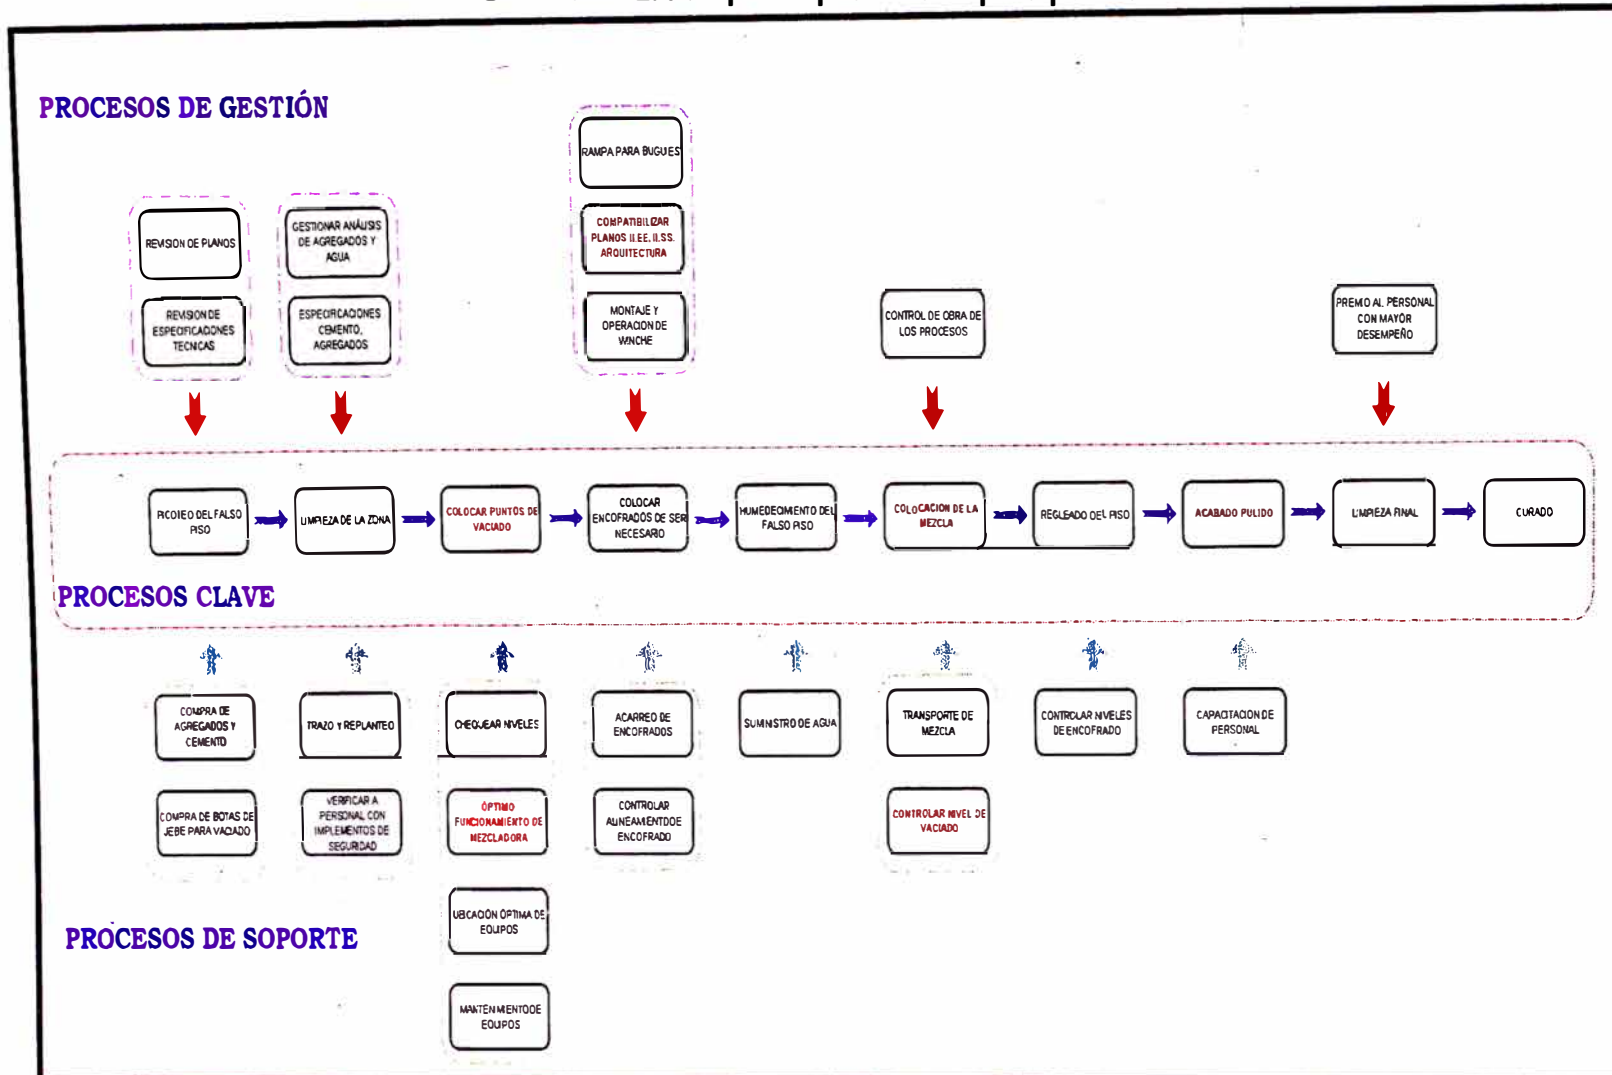 PROCESOS DE GESTIÓN
RAMPA PARA BUGUES
REVISION DE PLANOS
GESTIONAR ANÁLISIS
DE AGREGADOS Y
AGUA
COMPATIBILIZAR
PLANOS II.EE. II.SS.
ARQUITECTURA
REVISION DE
ESPECIFICACIONES
TECNICAS
ESPECIFICACIONES
CEMENTO,
AGREGADOS
MONTAJE Y
OPERACION DE
WINCHE
CONTROL DE OBRA DE
LOS PROCESOS
PREMIO AL PERSONAL
CON MAYOR
DESEMPEÑO
PICOTEO DEL FALSO
PISO
LIMPIEZA DE LA ZONA
COLOCAR PUNTOS DE
VACIADO
COLOCAR
ENCOFRADOS DE SER
NECESARIO
HUMEDECIMIENTO DEL
FALSO PISO
COLOCACION DE LA
MEZCLA
REGLEADO DEL PISO
ACABADO PULIDO
LIMPIEZA FINAL
CURADO
PROCESOS CLAVE
COMPRA DE
AGREGADOS Y
CEMENTO
TRAZO Y REPLANTEO
CHEQUEAR NIVELES
ACARREO DE
ENCOFRADOS
SUMINISTRO DE AGUA
TRANSPORTE DE
MEZCLA
CONTROLAR NIVELES
DE ENCOFRADO
CAPACITACION DE
PERSONAL
COMPRA DE BOTAS DE
JEBE PARA VACIADO
VERIFICAR A
PERSONAL CON
IMPLEMENTOS DE
SEGURIDAD
ÓPTIMO
FUNCIONAMIENTO DE
MEZCLADORA
CONTROLAR
ALINEAMIENTO DE
ENCOFRADO
CONTROLAR NIVEL DE
VACIADO
UBICACIÓN ÓPTIMA DE
EQUIPOS
PROCESOS DE SOPORTE
MANTENIMIENTO DE
EQUIPOS